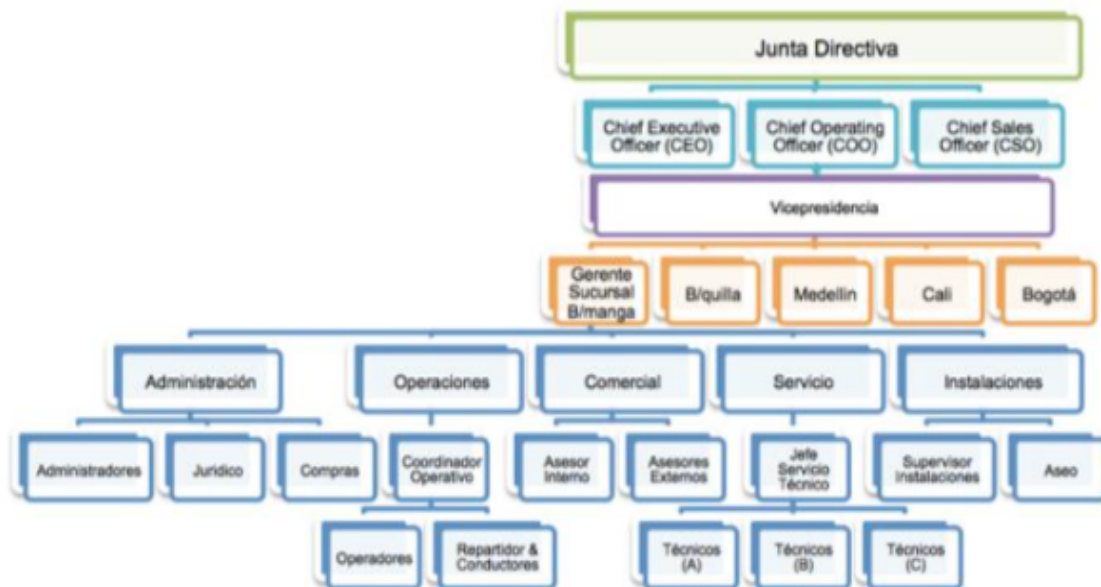 Junta Directiva
Chief Executive
Officer (CEO)
Chief Operating
Officer (COO)
Chief Sales
Officer (CSO)
Vicepresidencia
Gerente
Sucursal
B/manga
B/quilla
Medellin
Cali
Bogotá
Administración
Operaciones
Comercial
Servicio
Instalaciones
Administradores
Jurídico
Compras
Coordinador
Operativo
Asesor
Interno
Asesores
Externos
Jefe
Servicio
Técnico
Supervisor
Instalaciones
Aseo
Operadores
Repartidor &
Conductores
Técnicos
(A)
Técnicos
(B)
Técnicos
(C)